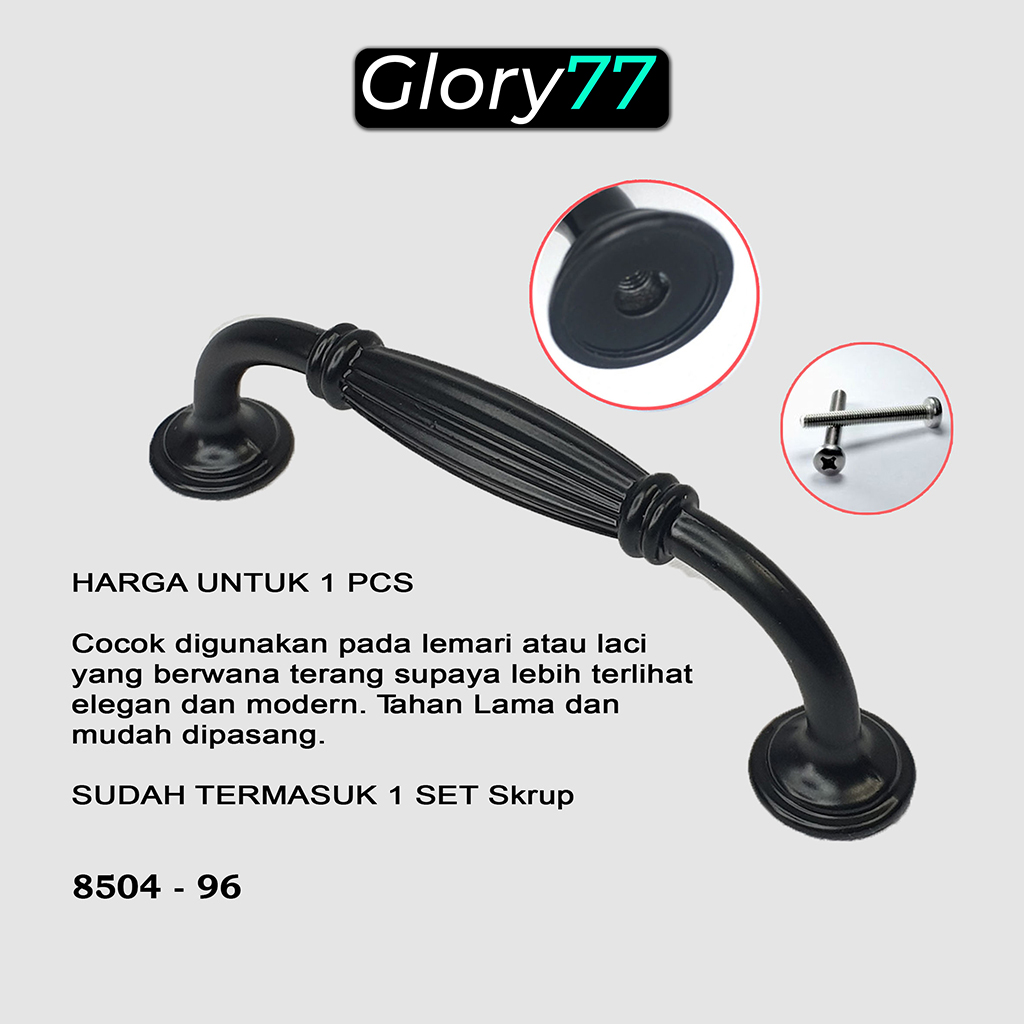 Glory77
HARGA UNTUK 1 PCS
Cocok digunakan pada lemari atau laci
yang berwana terang supaya lebih terlihat
elegan dan modern. Tahan Lama dan
mudah dipasang.
SUDAH TERMASUK 1 SET Skrup
8504 - 96